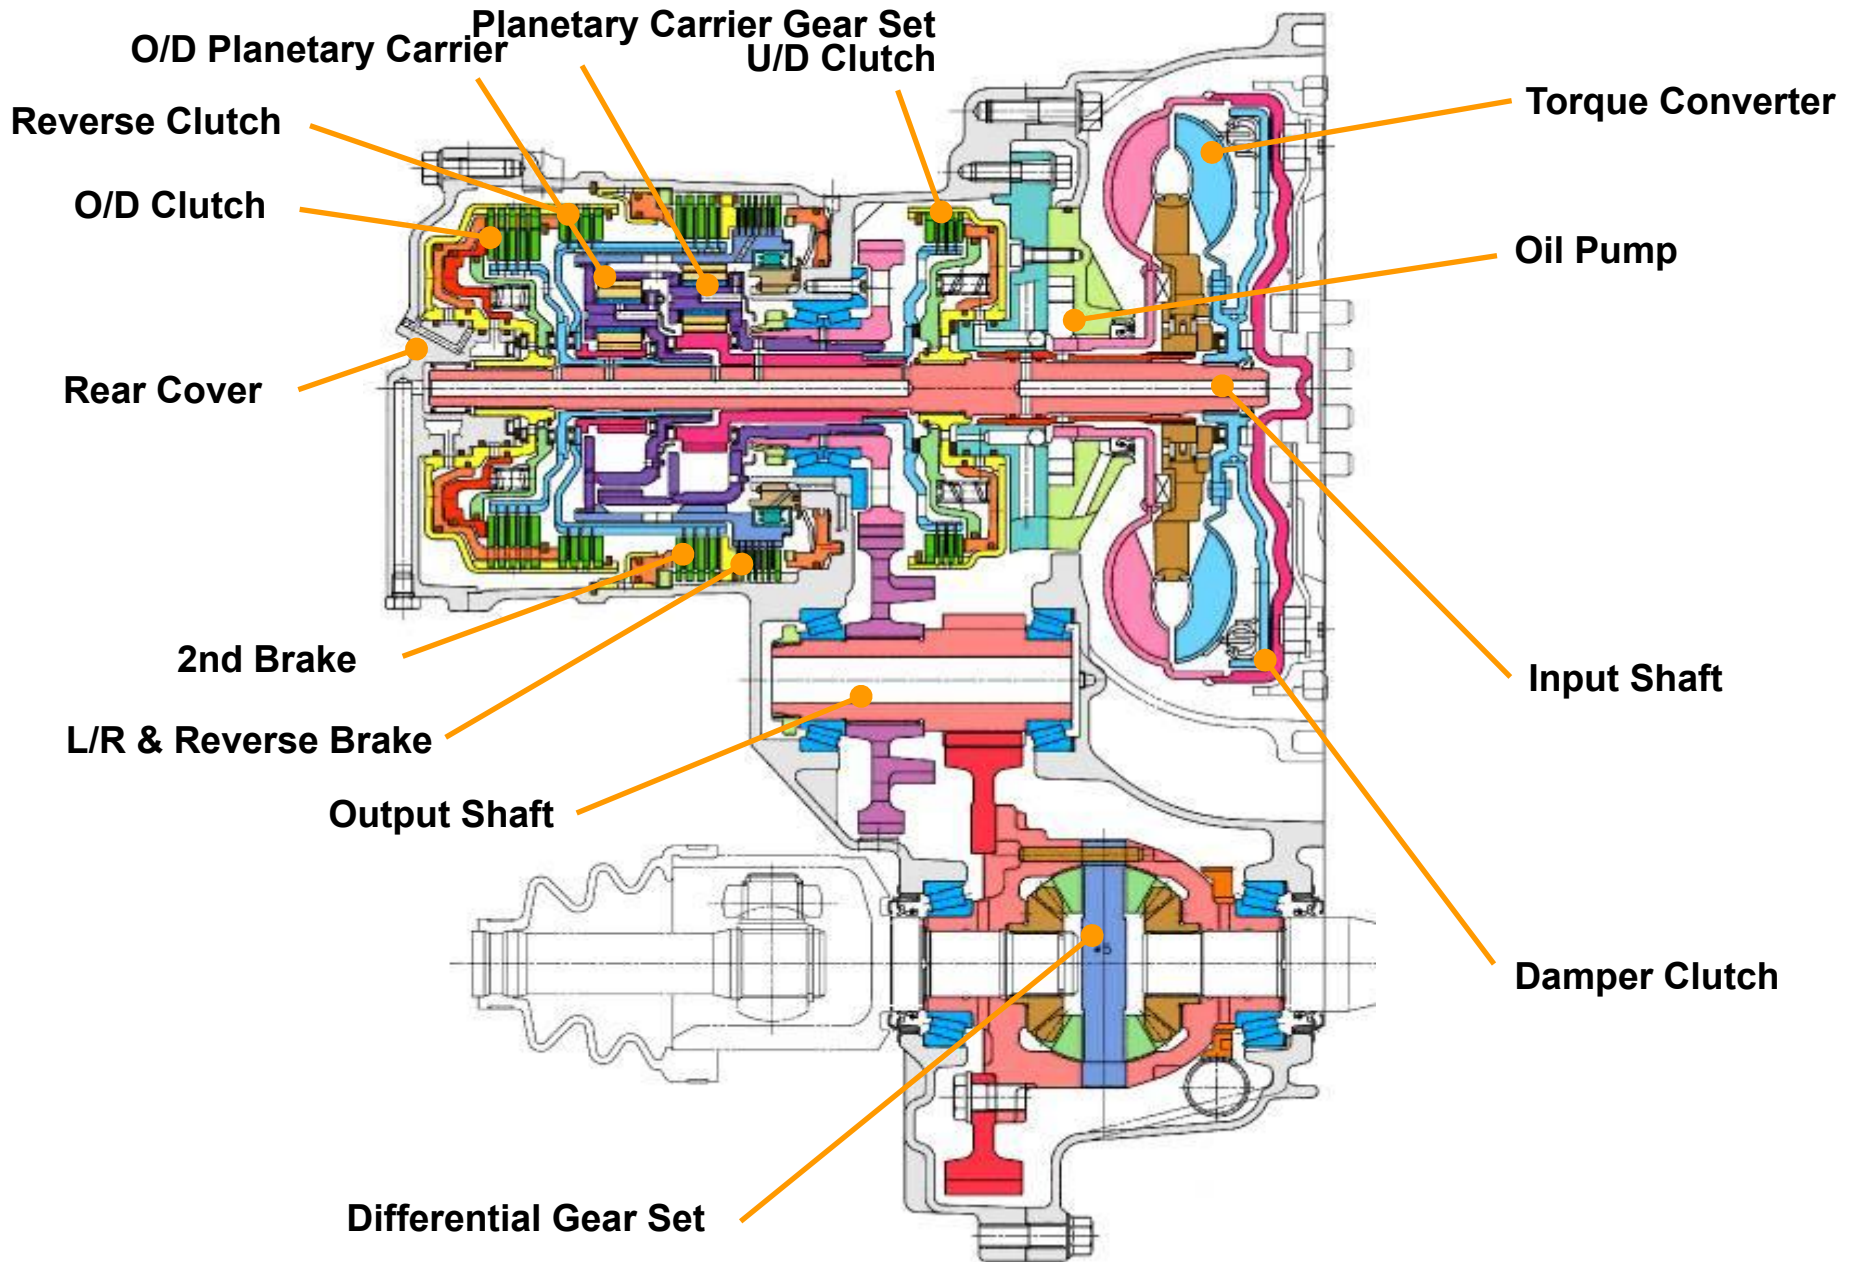 Planetary Carrier Gear Set
O/D Planetary Carrier
U/D Clutch
Torque Converter
Reverse Clutch
O/D Clutch
Oil Pump
Rear Cover
2nd Brake
Input Shaft
L/R & Reverse Brake
Output Shaft
Damper Clutch
Differential Gear Set